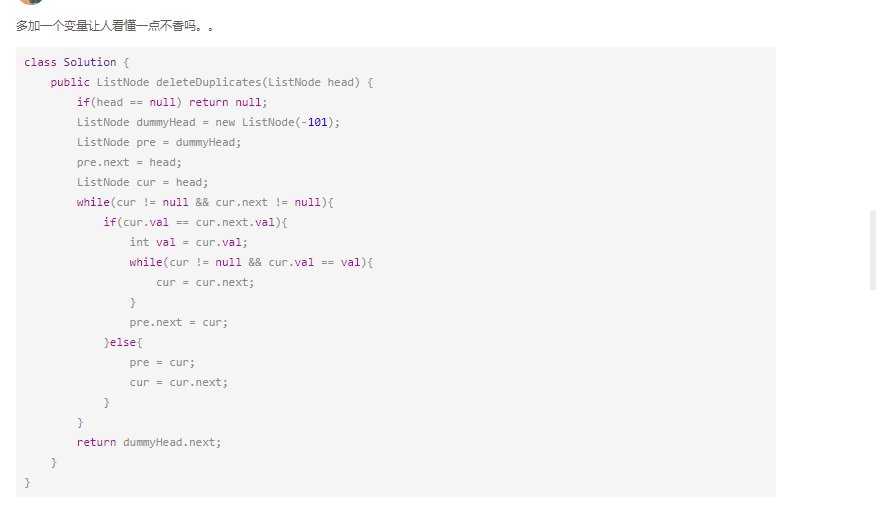 多加一个变量让人看懂一点不香吗。。
class Solution {
    public ListNode deleteDuplicates(ListNode head) {
        if(head == null) return null;
        ListNode dummyHead = new ListNode(-101);
        ListNode pre = dummyHead;
        pre.next = head;
        ListNode cur = head;
        while(cur != null && cur.next != null){
            if(cur.val == cur.next.val){
                int val = cur.val;
                while(cur != null && cur.val == val){
                    cur = cur.next;
                }
                pre.next = cur;
            }else{
                pre = cur;
                cur = cur.next;
            }
        }
        return dummyHead.next;
    }
}